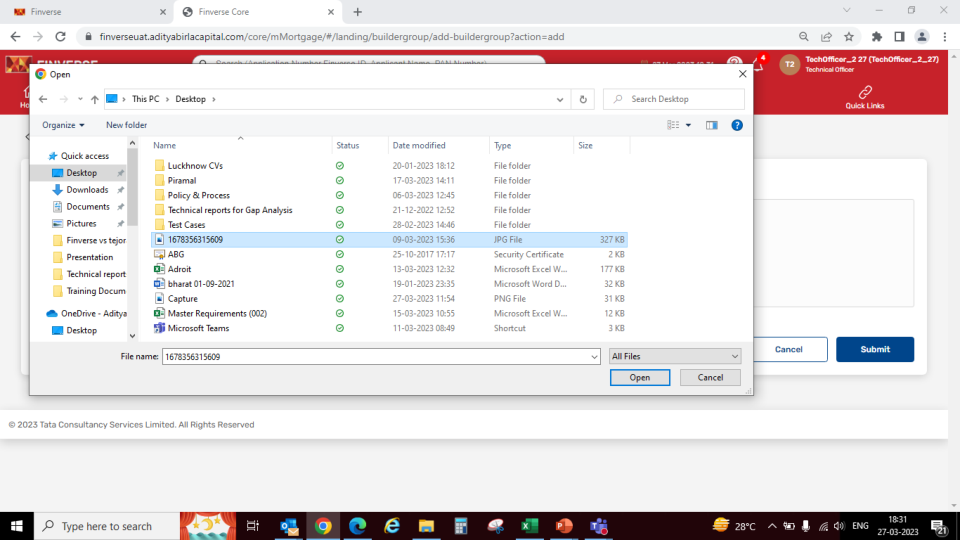 Finverse
Finverse Core
finverseuat.adityabirlacapital.com/core/mMortgage/#/landing/buildergroup/add-buildergroup?action=add
FINVERSE
Search (Application Number Finverse ID, Applicant Name, PAN Number)
4
T2
TechOfficer_2 27 (TechOfficer_2_27)
Technical Officer
Quick Links
Open
This PC
Desktop
Search Desktop
Organize
New folder
Name Status Date modified Type Size
Quick access
Desktop
Downloads
Documents
Pictures
Finverse vs tejor
Presentation
Technical report
Training Docum
OneDrive - Aditya
Desktop
Luckhnow CVs 20-01-2023 18:12 File folder
Piramal 17-03-2023 14:11 File folder
Policy & Process 06-03-2023 12:45 File folder
Technical reports for Gap Analysis 21-12-2022 12:52 File folder
Test Cases 28-02-2023 14:46 File folder
1678356315609 09-03-2023 15:36 JPG File 327 KB
ABG 25-10-2017 17:17 Security Certificate 2 KB
Adroit 13-03-2023 12:32 Microsoft Excel W... 177 KB
bharat 01-09-2021 19-01-2023 23:35 Microsoft Word D... 32 KB
Capture 27-03-2023 11:54 PNG File 31 KB
Master Requirements (002) 15-03-2023 10:55 Microsoft Excel W... 12 KB
Microsoft Teams 11-03-2023 08:49 Shortcut 3 KB
File name: 1678356315609
All Files
Open
Cancel
Cancel
Submit
© 2023 Tata Consultancy Services Limited. All Rights Reserved
Type here to search
28°C
ENG
18:31
27-03-2023
21